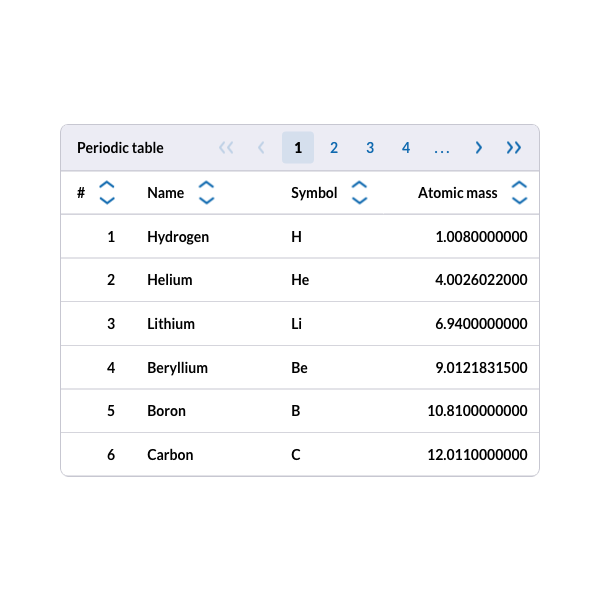 Periodic table 1 2 3 4 ...
# Name Symbol Atomic mass
1 Hydrogen H 1.0080000000
2 Helium He 4.0026022000
3 Lithium Li 6.9400000000
4 Beryllium Be 9.0121831500
5 Boron B 10.8100000000
6 Carbon C 12.0110000000